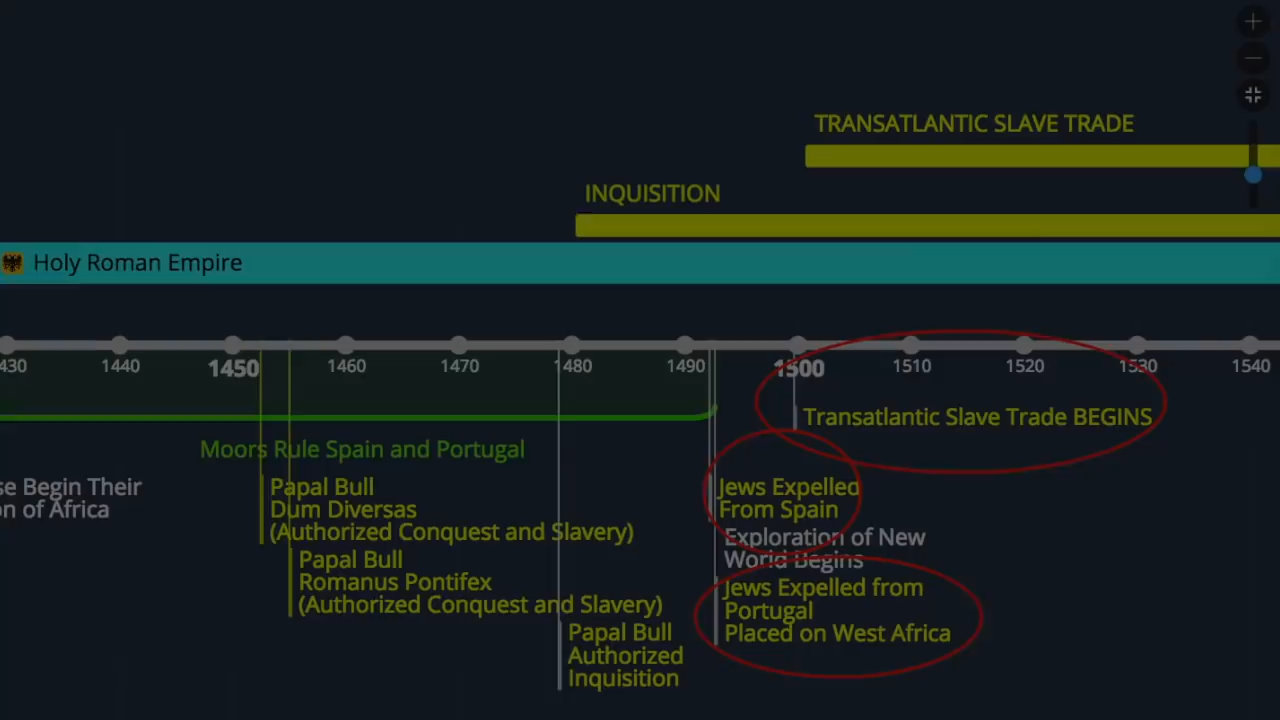 TRANSATLANTIC SLAVE TRADE
INQUISITION
Holy Roman Empire
430 1440 1450 1460 1470 1480 1490 1500 1510 1520 1530 1540
Transatlantic Slave Trade BEGINS
Moors Rule Spain and Portugal
se Begin Their
n of Africa
Papal Bull
Dum Diversas
(Authorized Conquest and Slavery)
Papal Bull
Romanus Pontifex
(Authorized Conquest and Slavery)
Papal Bull
Authorized
Inquisition
Jews Expelled
From Spain
Exploration of New
World Begins
Jews Expelled from
Portugal
Placed on West Africa